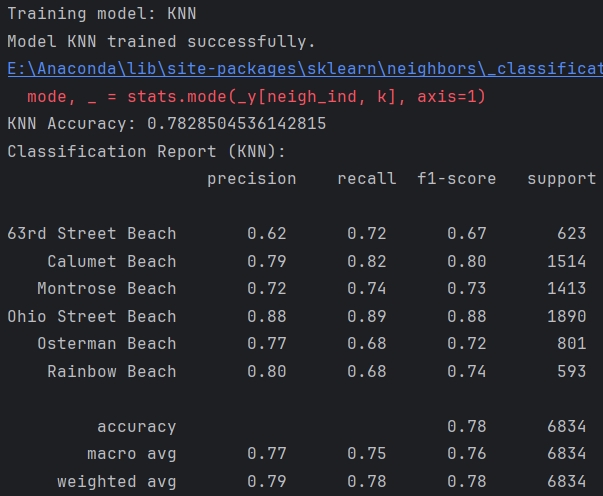 Training model: KNN
Model KNN trained successfully.
E:\Anaconda\lib\site-packages\sklearn\neighbors\_classificat
mode, _ = stats.mode(_y[neigh_ind, k], axis=1)
KNN Accuracy: 0.7828504536142815
Classification Report (KNN):
precision recall f1-score support
63rd Street Beach 0.62 0.72 0.67 623
Calumet Beach 0.79 0.82 0.80 1514
Montrose Beach 0.72 0.74 0.73 1413
Ohio Street Beach 0.88 0.89 0.88 1890
Osterman Beach 0.77 0.68 0.72 801
Rainbow Beach 0.80 0.68 0.74 593
accuracy 0.78 6834
macro avg 0.77 0.75 0.76 6834
weighted avg 0.79 0.78 0.78 6834